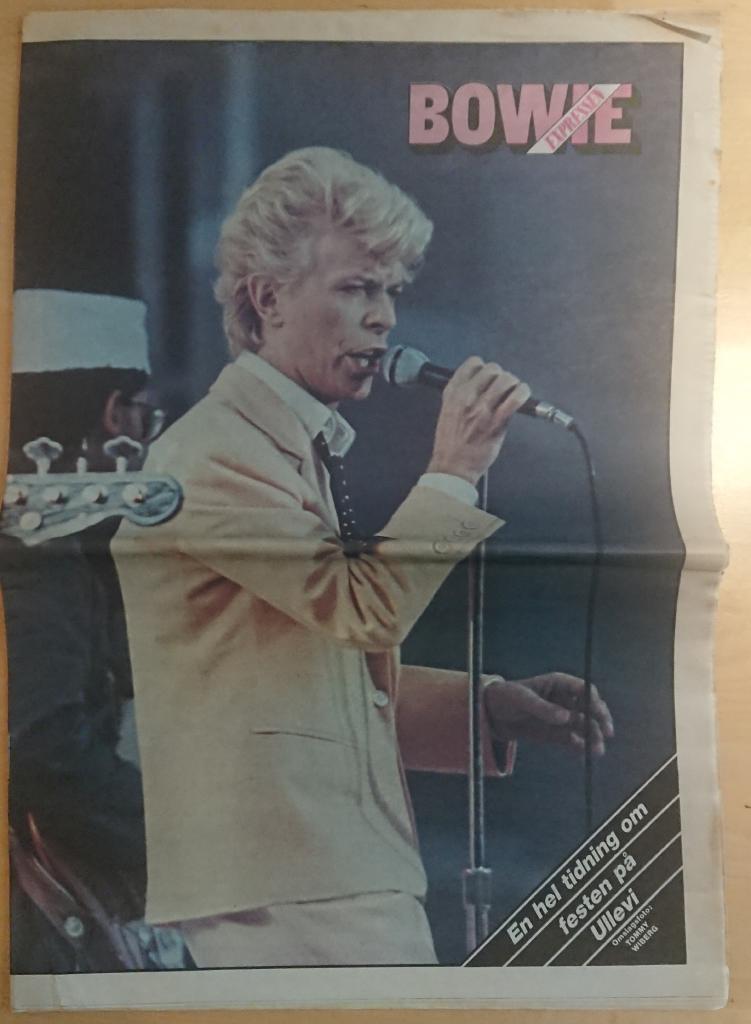 BOWIE
EXPRESSEN
En hel tidning om
festen på
Ullevi
Omslagsfoto:
TOMMY
WIBERG